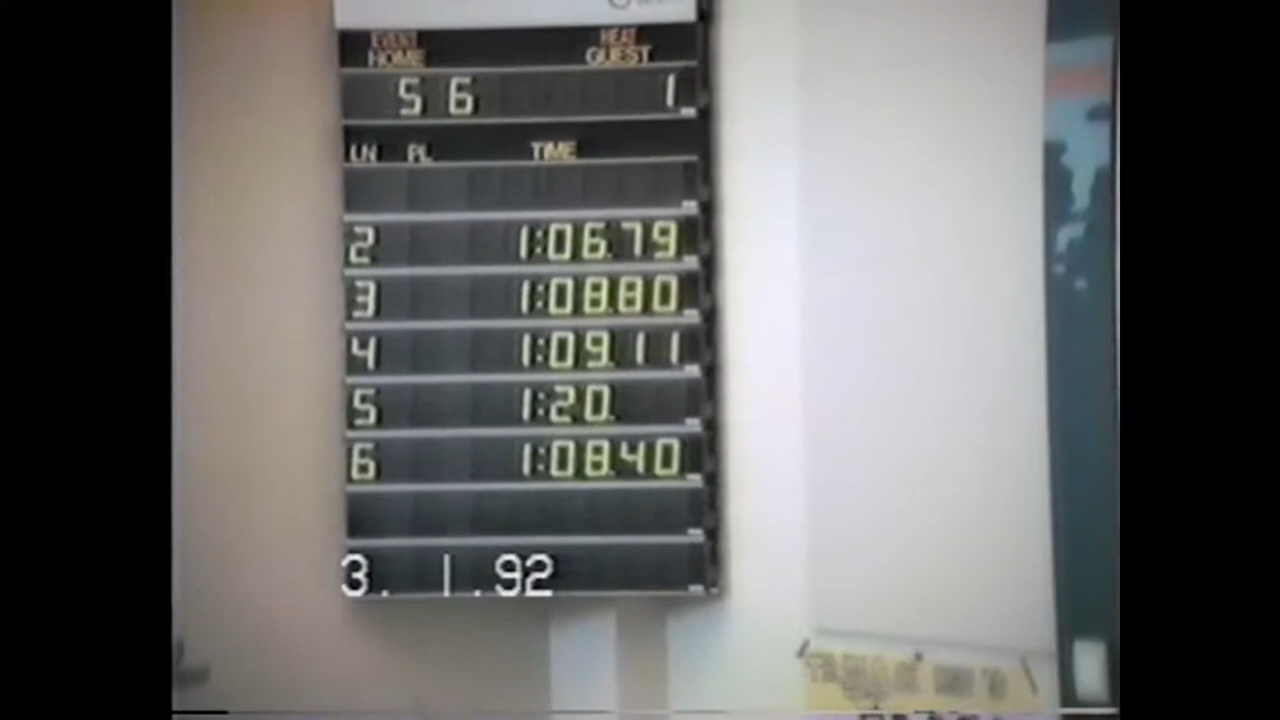 EVENT HEAT
HOME GUEST
5 6 1
LN PL TIME
2 1:06.79
3 1:08.80
4 1:09.11
5 1:20.
6 1:08.40
3. 1.92